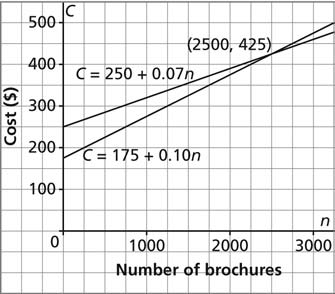 C
500
(2500, 425)
400
C = 250 + 0.07n
300
Cost ($)
200
C = 175 + 0.10n
100
n
0
1000
2000
3000
Number of brochures